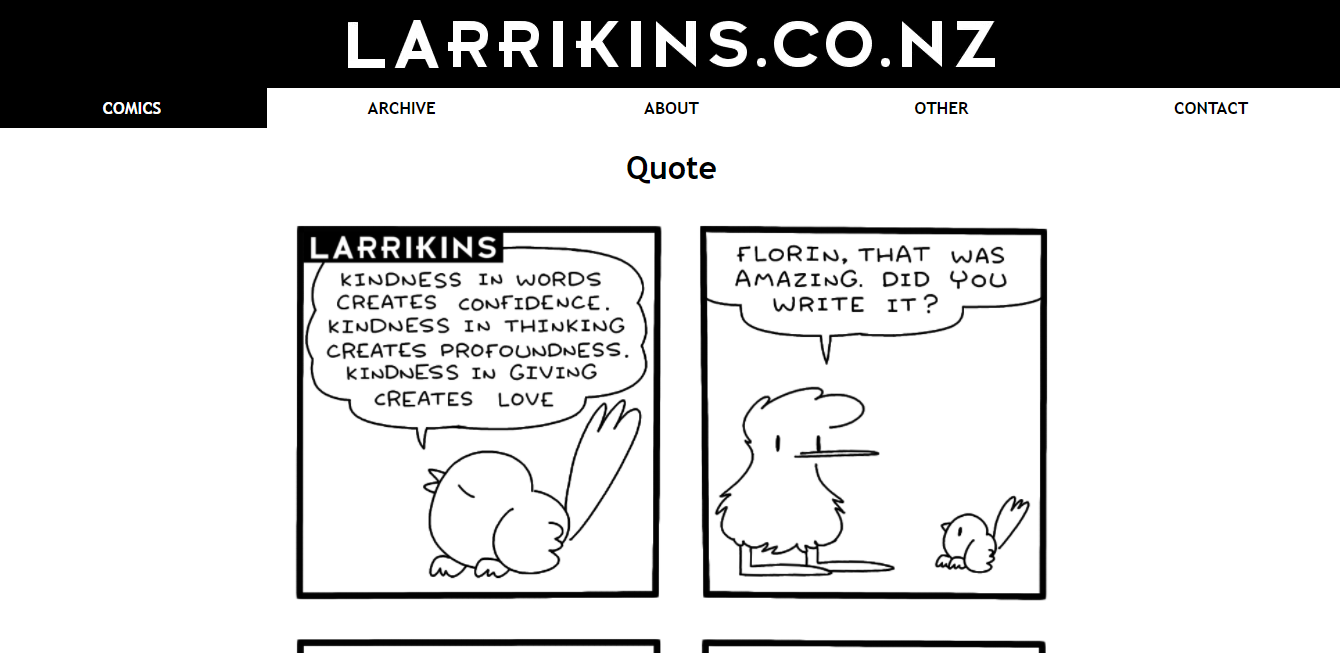 LARRIKINS.CO.NZ
COMICS
ARCHIVE
ABOUT
OTHER
CONTACT
Quote
LARRIKINS
KINDNESS IN WORDS
CREATES CONFIDENCE.
KINDNESS IN THINKING
CREATES PROFOUNDNESS.
KINDNESS IN GIVING
CREATES LOVE
FLORIN, THAT WAS
AMAZING. DID YOU
WRITE IT?